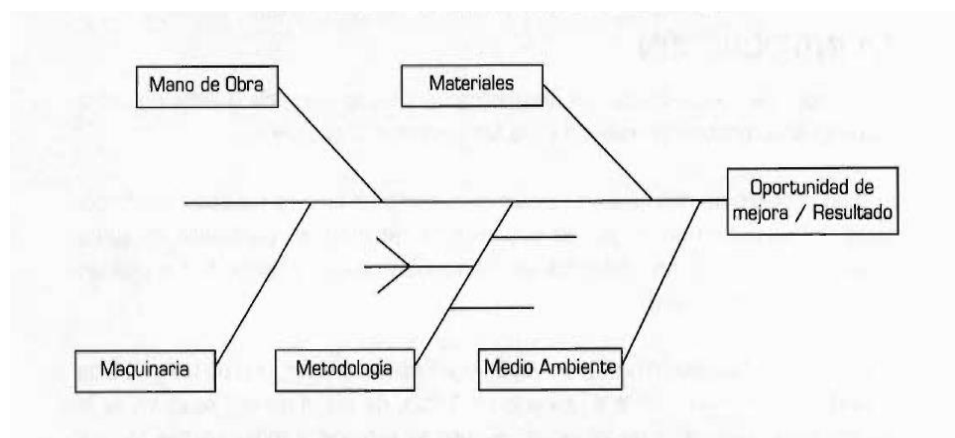 Mano de Obra
Materiales
Oportunidad de
mejora / Resultado
Maquinaria
Metodología
Medio Ambiente